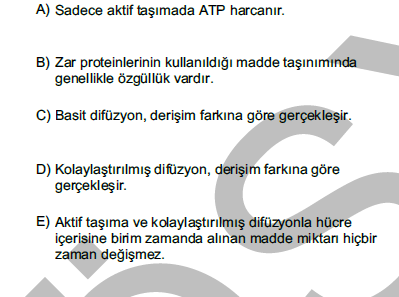 A) Sadece aktif taşımada ATP harcanır.
B) Zar proteinlerinin kullanıldığı madde taşınımında
genellikle özgüllük vardır.
C) Basit difüzyon, derişim farkına göre gerçekleşir.
D) Kolaylaştırılmış difüzyon, derişim farkına göre
gerçekleşir.
E) Aktif taşıma ve kolaylaştırılmış difüzyonla hücre
içerisine birim zamanda alınan madde miktarı hiçbir
zaman değişmez.